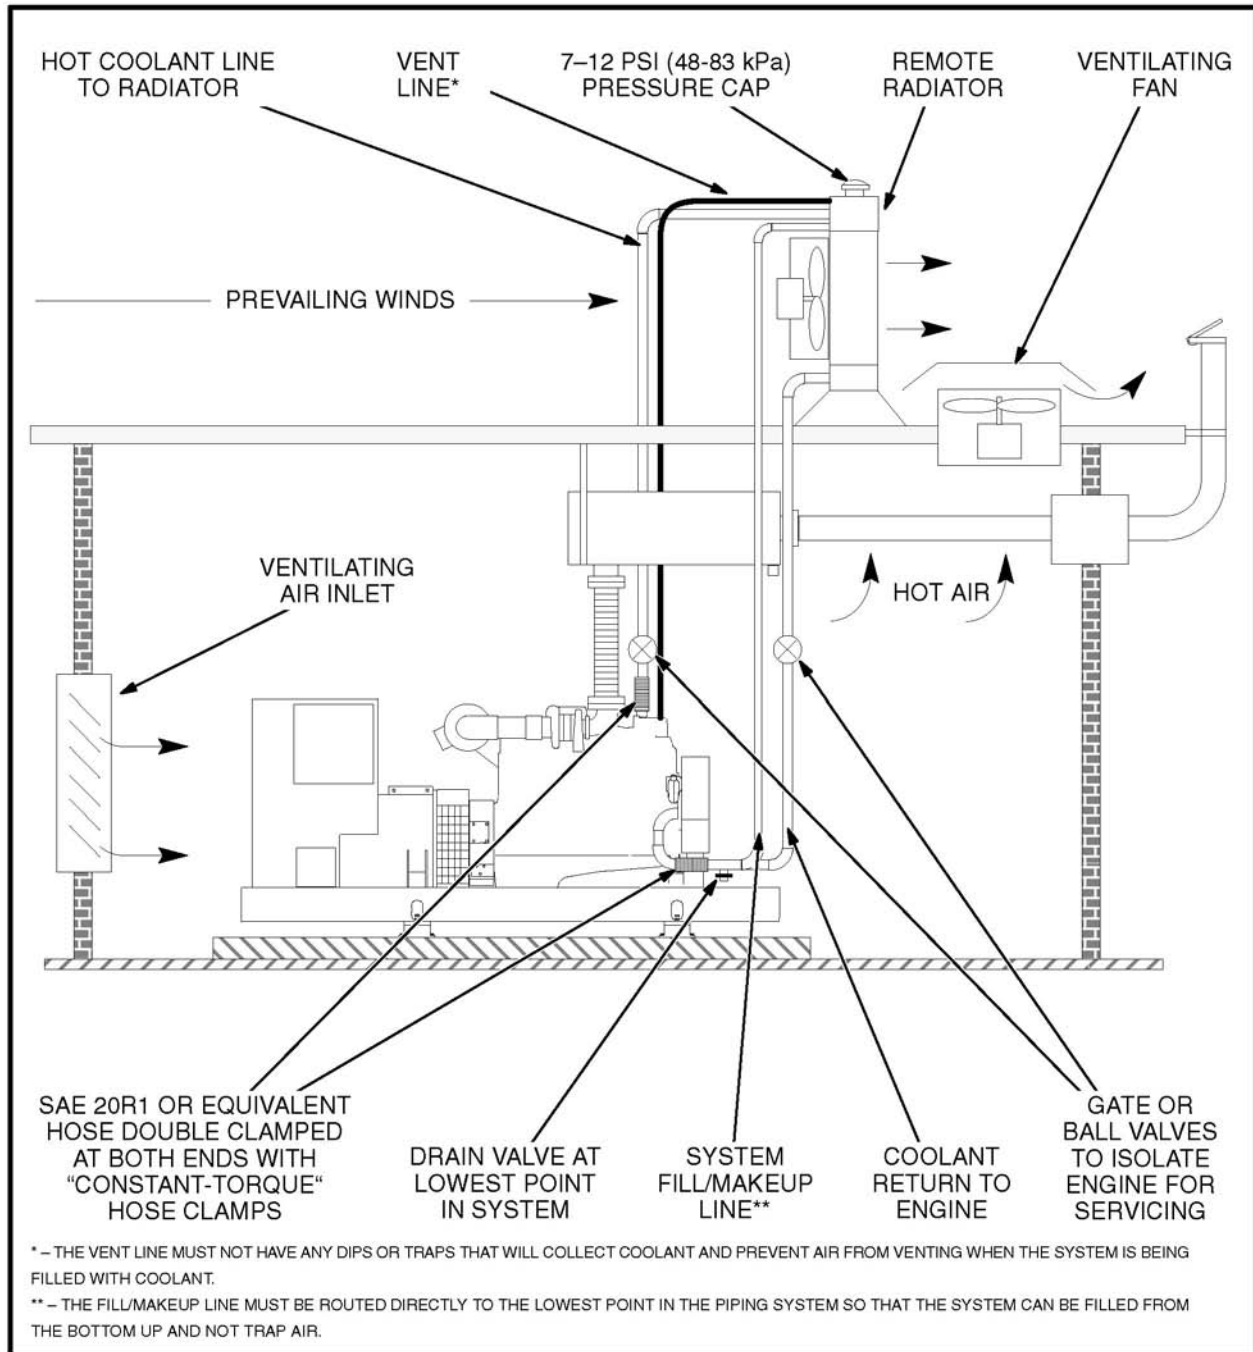 HOT COOLANT LINE
TO RADIATOR
VENT
LINE*
7–12 PSI (48-83 kPa)
PRESSURE CAP
REMOTE
RADIATOR
VENTILATING
FAN
PREVAILING WINDS
VENTILATING
AIR INLET
HOT AIR
SAE 20R1 OR EQUIVALENT
HOSE DOUBLE CLAMPED
AT BOTH ENDS WITH
“CONSTANT-TORQUE“
HOSE CLAMPS
DRAIN VALVE AT
LOWEST POINT
IN SYSTEM
SYSTEM
FILL/MAKEUP
LINE**
COOLANT
RETURN TO
ENGINE
GATE OR
BALL VALVES
TO ISOLATE
ENGINE FOR
SERVICING
* – THE VENT LINE MUST NOT HAVE ANY DIPS OR TRAPS THAT WILL COLLECT COOLANT AND PREVENT AIR FROM VENTING WHEN THE SYSTEM IS BEING
FILLED WITH COOLANT.
** – THE FILL/MAKEUP LINE MUST BE ROUTED DIRECTLY TO THE LOWEST POINT IN THE PIPING SYSTEM SO THAT THE SYSTEM CAN BE FILLED FROM
THE BOTTOM UP AND NOT TRAP AIR.